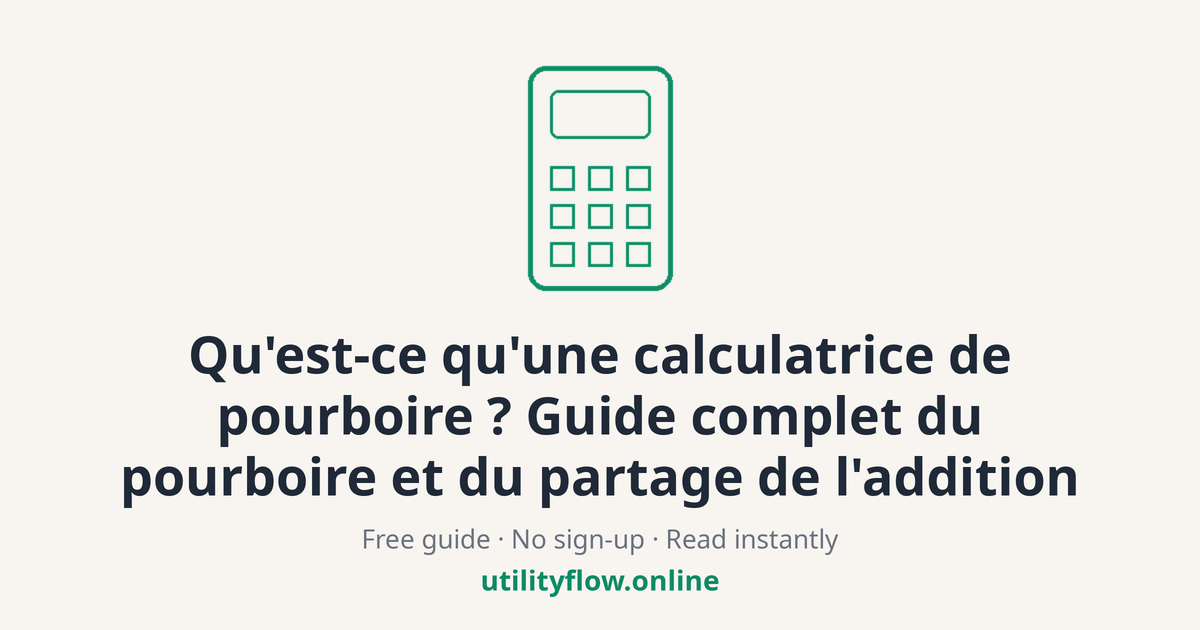 Qu'est-ce qu'une calculatrice de
pourboire ? Guide complet du
pourboire et du partage de l'addition
Free guide · No sign-up · Read instantly
utilityflow.online